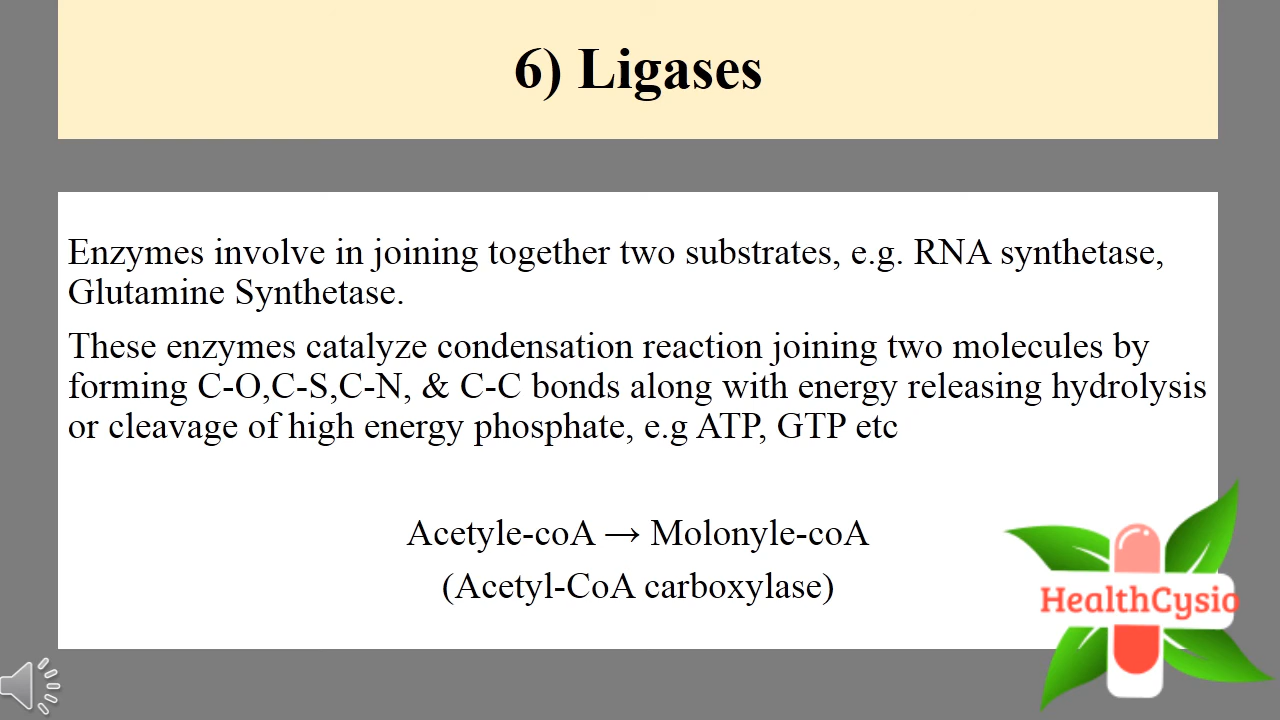 6) Ligases
Enzymes involve in joining together two substrates, e.g. RNA synthetase,
Glutamine Synthetase.
These enzymes catalyze condensation reaction joining two molecules by
forming C-O,C-S,C-N, & C-C bonds along with energy releasing hydrolysis
or cleavage of high energy phosphate, e.g ATP, GTP etc
Acetyle-coA → Molonyle-coA
(Acetyl-CoA carboxylase)
HealthCysio